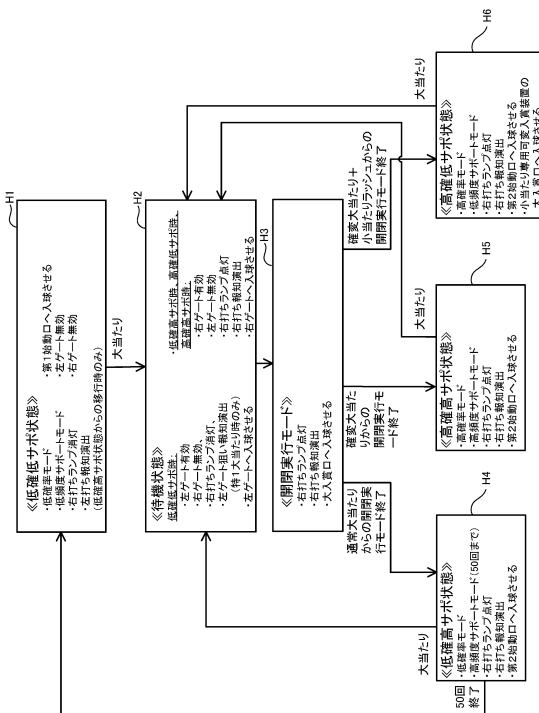 H1
≪低確低サポ状態≫
・低確率モード
・低頻度サポートモード
・右打ちランプ消灯
・左打ち報知演出
(低確高サポ状態からの移行時のみ)
・第1始動口へ入球させる
・左ゲート無効
・右ゲート無効
大当たり
H2
≪待機状態≫
低確低サポ時:
・左ゲート有効
・右ゲート無効、
・右打ちランプ消灯、
・左ゲート狙い報知演出
(特1大当たり時のみ)
・左ゲートへ入球させる
・低確高サポ時、高確低サポ時、
高確高サポ時:
・右ゲート有効
・左ゲート無効
・右打ちランプ点灯
・右打ち報知演出
・右ゲートへ入球させる
H3
≪開閉実行モード≫
・右打ちランプ点灯
・右打ち報知演出
・大入賞口へ入球させる
通常大当たり
からの開閉実
行モード終了
確変大当た
りからの
開閉実行モ
ード終了
確変大当たり＋
小当たりラッシュからの
開閉実行モード終了
大当たり
大当たり
大当たり
H4
≪低確高サポ状態≫
・低確率モード
・高頻度サポートモード(50回まで)
・右打ちランプ点灯
・右打ち報知演出
・第2始動口へ入球させる
50回
終了
H5
≪高確高サポ状態≫
・高確率モード
・高頻度サポートモード
・右打ちランプ点灯
・右打ち報知演出
・第2始動口へ入球させる
H6
≪高確低サポ状態≫
・高確率モード
・低頻度サポートモード
・右打ちランプ点灯
・右打ち報知演出
・第2始動口へ入球させる
・小当たり専用可変入賞装置の
大入賞口へ入球させる